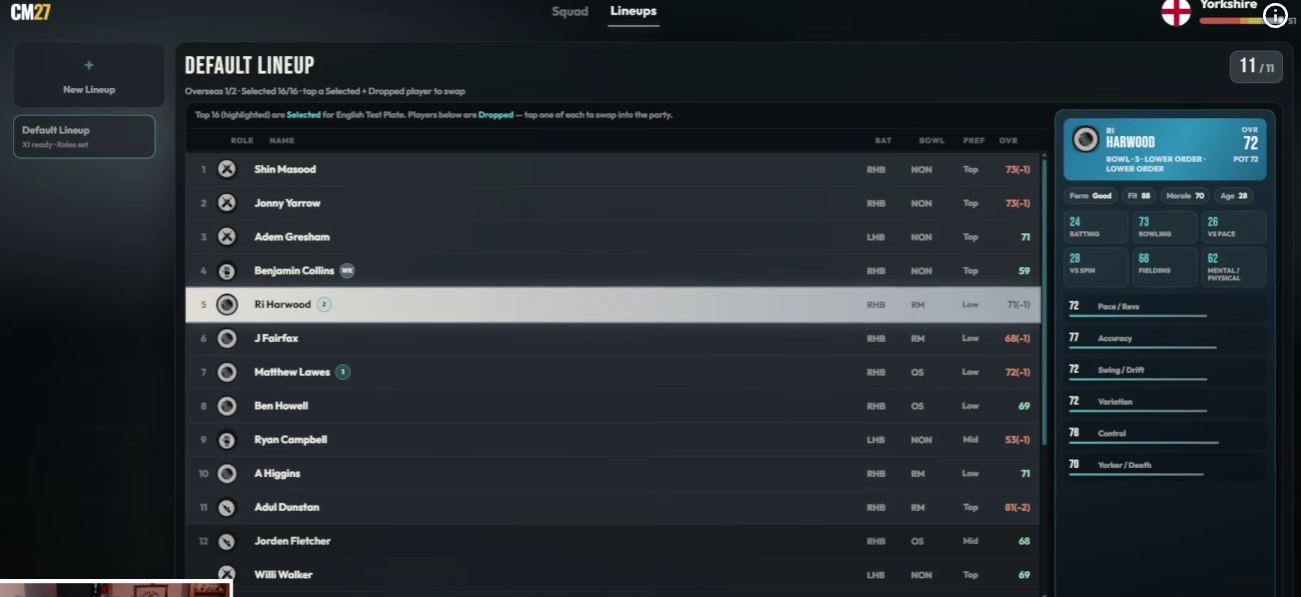 CM27
Squad
Lineups
Yorkshire
51
+
New Lineup
Default Lineup
XI ready · Roles set
DEFAULT LINEUP
Overseas 1/2 · Selected 16/16 · tap a Selected + Dropped player to swap
11 / 11
Top 16 (highlighted) are Selected for English Test Plate. Players below are Dropped — tap one of each to swap into the party.
ROLE NAME BAT BOWL PREF OVR
1 Shin Masood RHB NON Top 73(-1)
2 Jonny Yarrow RHB NON Top 73(-1)
3 Adem Gresham LHB NON Top 71
4 Benjamin Collins WK RHB NON Top 59
5 Ri Harwood 2 RHB RM Low 71(-1)
6 J Fairfax RHB RM Low 68(-1)
7 Matthew Lawes 1 RHB OS Low 72(-1)
8 Ben Howell RHB OS Low 69
9 Ryan Campbell LHB NON Mid 53(-1)
10 A Higgins RHB RM Low 71
11 Adul Dunstan RHB RM Top 81(-2)
12 Jorden Fletcher RHB OS Mid 68
Willi Walker LHB NON Top 69
RI
HARWOOD
BOWL · S · LOWER ORDER ·
LOWER ORDER
OVR
72
POT 72
Form Good Fit 88 Morale 70 Age 28
24 BATTING
73 BOWLING
26 VS PACE
28 VS SPIN
68 FIELDING
62 MENTAL / PHYSICAL
72 Pace / Revs
77 Accuracy
72 Swing / Drift
72 Variation
78 Control
70 Yorker / Death